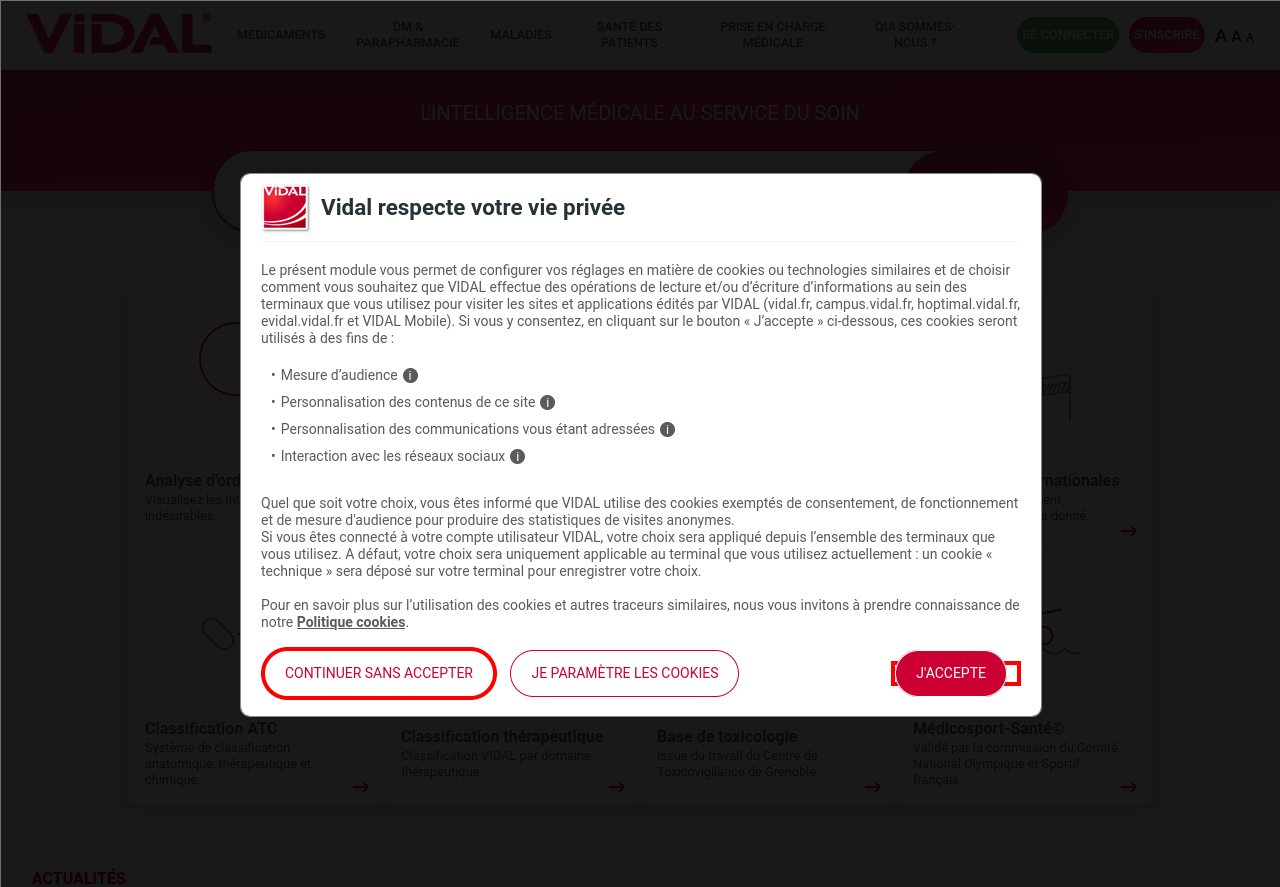 VIDAL®
MÉDICAMENTS
DM &
PARAPHARMACIE
MALADIES
SANTÉ DES
PATIENTS
PRISE EN CHARGE
MÉDICALE
QUI SOMMES-
NOUS ?
SE CONNECTER
S'INSCRIRE
A A A
L'INTELLIGENCE MÉDICALE AU SERVICE DU SOIN
VIDAL
Vidal respecte votre vie privée
Le présent module vous permet de configurer vos réglages en matière de cookies ou technologies similaires et de choisir
comment vous souhaitez que VIDAL effectue des opérations de lecture et/ou d’écriture d’informations au sein des
terminaux que vous utilisez pour visiter les sites et applications édités par VIDAL (vidal.fr, campus.vidal.fr, hoptimal.vidal.fr,
evidal.vidal.fr et VIDAL Mobile). Si vous y consentez, en cliquant sur le bouton « J’accepte » ci-dessous, ces cookies seront
utilisés à des fins de :
• Mesure d’audience i
• Personnalisation des contenus de ce site i
• Personnalisation des communications vous étant adressées i
• Interaction avec les réseaux sociaux i
Quel que soit votre choix, vous êtes informé que VIDAL utilise des cookies exemptés de consentement, de fonctionnement
et de mesure d'audience pour produire des statistiques de visites anonymes.
Si vous êtes connecté à votre compte utilisateur VIDAL, votre choix sera appliqué depuis l’ensemble des terminaux que
vous utilisez. A défaut, votre choix sera uniquement applicable au terminal que vous utilisez actuellement : un cookie «
technique » sera déposé sur votre terminal pour enregistrer votre choix.
Pour en savoir plus sur l’utilisation des cookies et autres traceurs similaires, nous vous invitons à prendre connaissance de
notre Politique cookies.
CONTINUER SANS ACCEPTER
JE PARAMÈTRE LES COOKIES
J'ACCEPTE
Analyse d'ord
Visualisez les int
indésirables.
rnationales
ent
s donné.
Classification ATC
Système de classification
anatomique, thérapeutique et
chimique.
Classification thérapeutique
Classification VIDAL par domaine
thérapeutique.
Base de toxicologie
Issue du travail du Centre de
Toxicovigilance de Grenoble.
Médicosport-Santé©
Validé par la commission du Comité
National Olympique et Sportif
français.
ACTUALITÉS